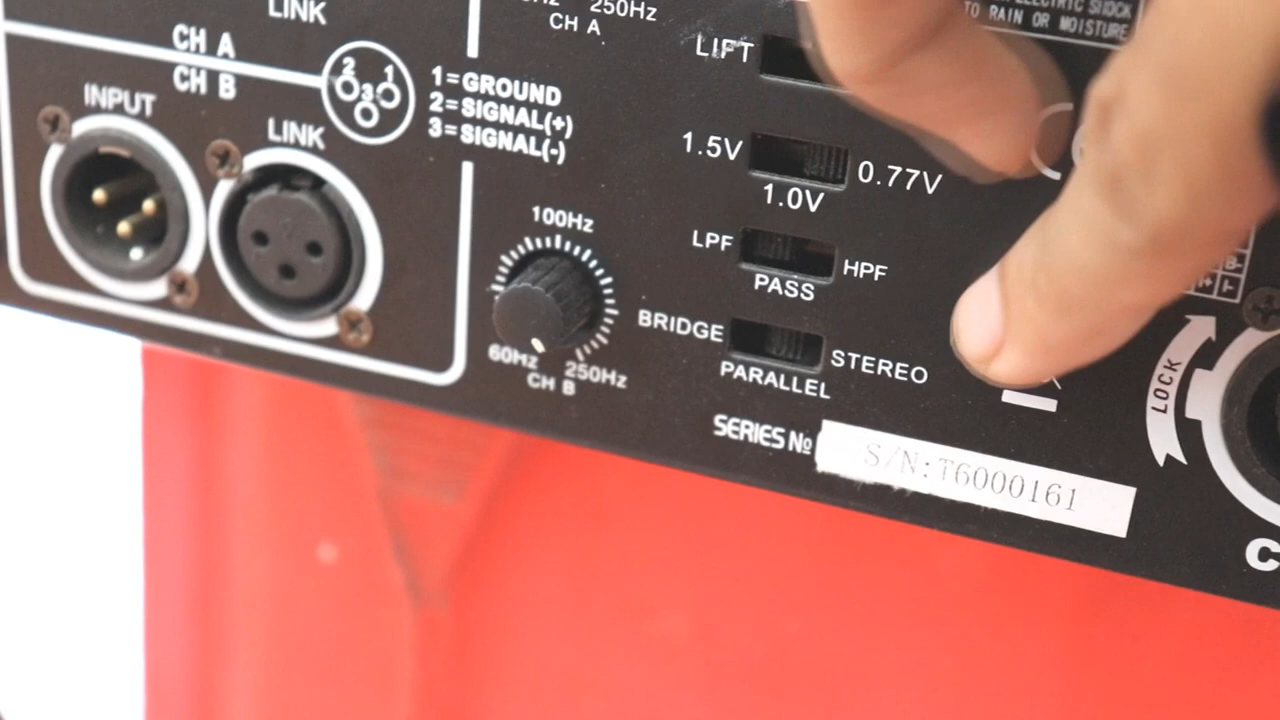 LINK
250Hz
CH A
ELECTRIC SHOCK
TO RAIN OR MOISTURE
LIFT
CH A
CH B
2 1
3
1=GROUND
2=SIGNAL(+)
3=SIGNAL(-)
INPUT
LINK
1.5V
0.77V
1.0V
100Hz
LPF
HPF
PASS
BRIDGE
STEREO
PARALLEL
60Hz
250Hz
CH B
LOCK
SERIES №
S/N:T6000161